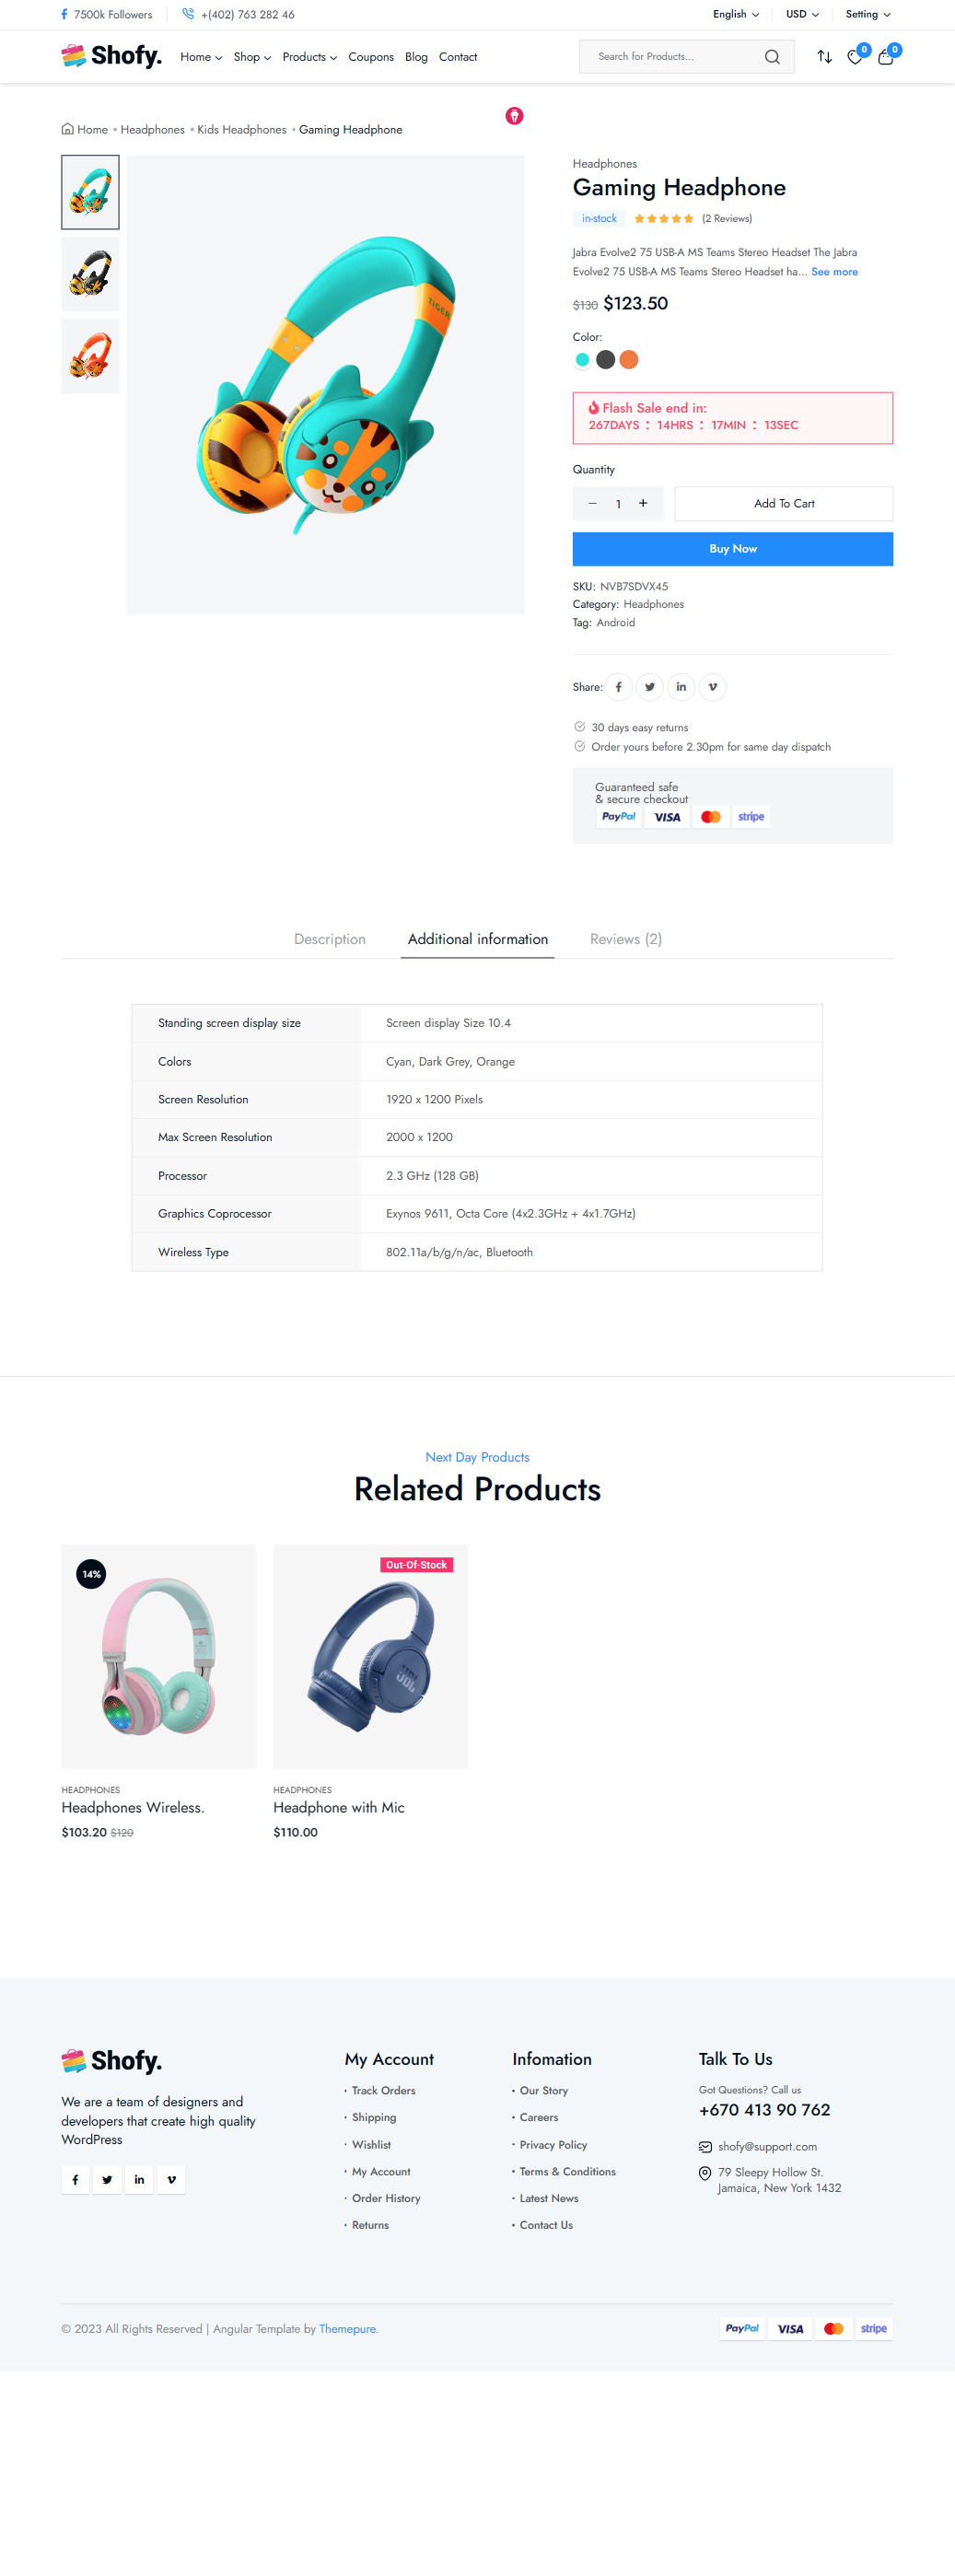 7500k Followers
+(402) 763 282 46
English
USD
Setting
Shofy.
Home
Shop
Products
Coupons
Blog
Contact
Search for Products...
0
0
Home
Headphones
Kids Headphones
Gaming Headphone
TIGER
Headphones
Gaming Headphone
in-stock
(2 Reviews)
Jabra Evolve2 75 USB-A MS Teams Stereo Headset The Jabra
Evolve2 75 USB-A MS Teams Stereo Headset ha... See more
$130 $123.50
Color:
Flash Sale end in:
267DAYS : 14HRS : 17MIN : 13SEC
Quantity
− 1 +
Add To Cart
Buy Now
SKU: NVB7SDVX45
Category: Headphones
Tag: Android
Share:
30 days easy returns
Order yours before 2.30pm for same day dispatch
Guaranteed safe
& secure checkout
PayPal VISA stripe
Description
Additional information
Reviews (2)
Standing screen display size
Screen display Size 10.4
Colors
Cyan, Dark Grey, Orange
Screen Resolution
1920 x 1200 Pixels
Max Screen Resolution
2000 x 1200
Processor
2.3 GHz (128 GB)
Graphics Coprocessor
Exynos 9611, Octa Core (4x2.3GHz + 4x1.7GHz)
Wireless Type
802.11a/b/g/n/ac, Bluetooth
Next Day Products
Related Products
14%
Out-Of-Stock
JBL
HEADPHONES
Headphones Wireless.
$103.20 $120
HEADPHONES
Headphone with Mic
$110.00
Shofy.
We are a team of designers and
developers that create high quality
WordPress
My Account
Track Orders
Shipping
Wishlist
My Account
Order History
Returns
Infomation
Our Story
Careers
Privacy Policy
Terms & Conditions
Latest News
Contact Us
Talk To Us
Got Questions? Call us
+670 413 90 762
shofy@support.com
79 Sleepy Hollow St.
Jamaica, New York 1432
© 2023 All Rights Reserved | Angular Template by Themepure.
PayPal VISA stripe